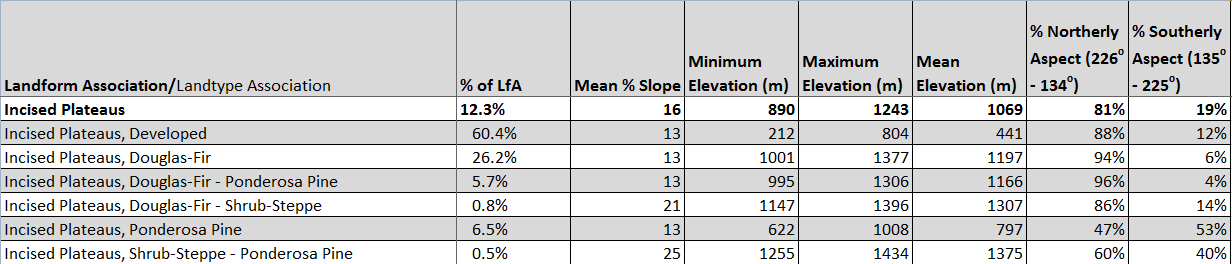 Landform Association/Landtype Association | % of LfA | Mean % Slope | Minimum Elevation (m) | Maximum Elevation (m) | Mean Elevation (m) | % Northerly Aspect (226° - 134°) | % Southerly Aspect (135° - 225°)
Incised Plateaus | 12.3% | 16 | 890 | 1243 | 1069 | 81% | 19%
Incised Plateaus, Developed | 60.4% | 13 | 212 | 804 | 441 | 88% | 12%
Incised Plateaus, Douglas-Fir | 26.2% | 13 | 1001 | 1377 | 1197 | 94% | 6%
Incised Plateaus, Douglas-Fir - Ponderosa Pine | 5.7% | 13 | 995 | 1306 | 1166 | 96% | 4%
Incised Plateaus, Douglas-Fir - Shrub-Steppe | 0.8% | 21 | 1147 | 1396 | 1307 | 86% | 14%
Incised Plateaus, Ponderosa Pine | 6.5% | 13 | 622 | 1008 | 797 | 47% | 53%
Incised Plateaus, Shrub-Steppe - Ponderosa Pine | 0.5% | 25 | 1255 | 1434 | 1375 | 60% | 40%